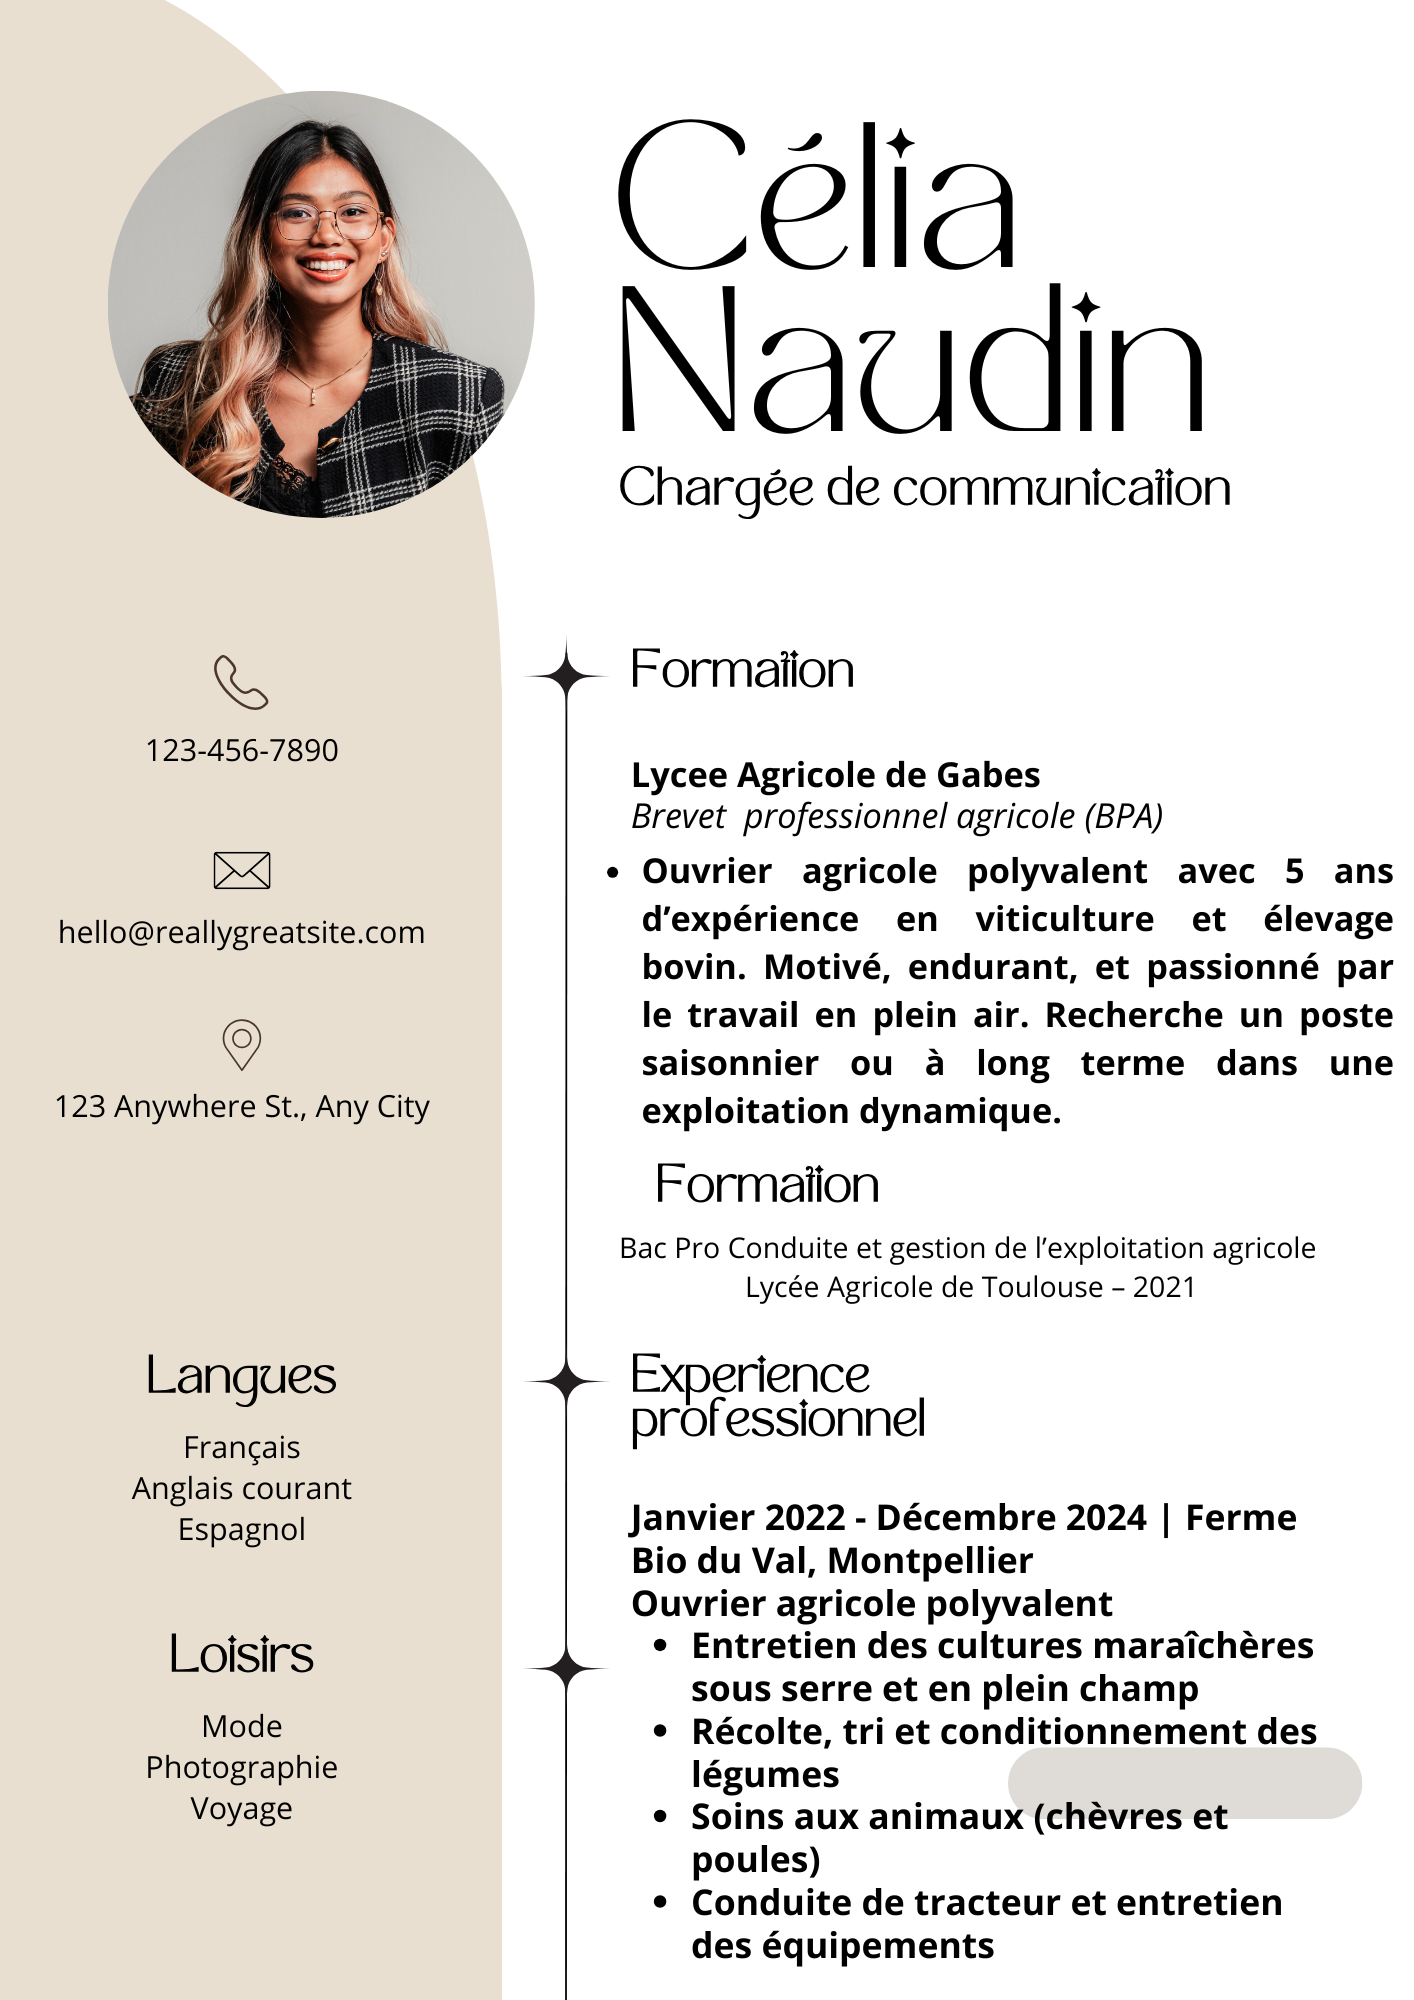 Célia
Naudin
Chargée de communication
123-456-7890
hello@reallygreatsite.com
123 Anywhere St., Any City
Langues
Français
Anglais courant
Espagnol
Loisirs
Mode
Photographie
Voyage
Formation
Lycee Agricole de Gabes
Brevet  professionnel agricole (BPA)
• Ouvrier agricole polyvalent avec 5 ans
d’expérience en viticulture et élevage
bovin. Motivé, endurant, et passionné par
le travail en plein air. Recherche un poste
saisonnier ou à long terme dans une
exploitation dynamique.
Formation
Bac Pro Conduite et gestion de l’exploitation agricole
Lycée Agricole de Toulouse – 2021
Experience
professionnel
Janvier 2022 - Décembre 2024 | Ferme
Bio du Val, Montpellier
Ouvrier agricole polyvalent
• Entretien des cultures maraîchères
sous serre et en plein champ
• Récolte, tri et conditionnement des
légumes
• Soins aux animaux (chèvres et
poules)
• Conduite de tracteur et entretien
des équipements